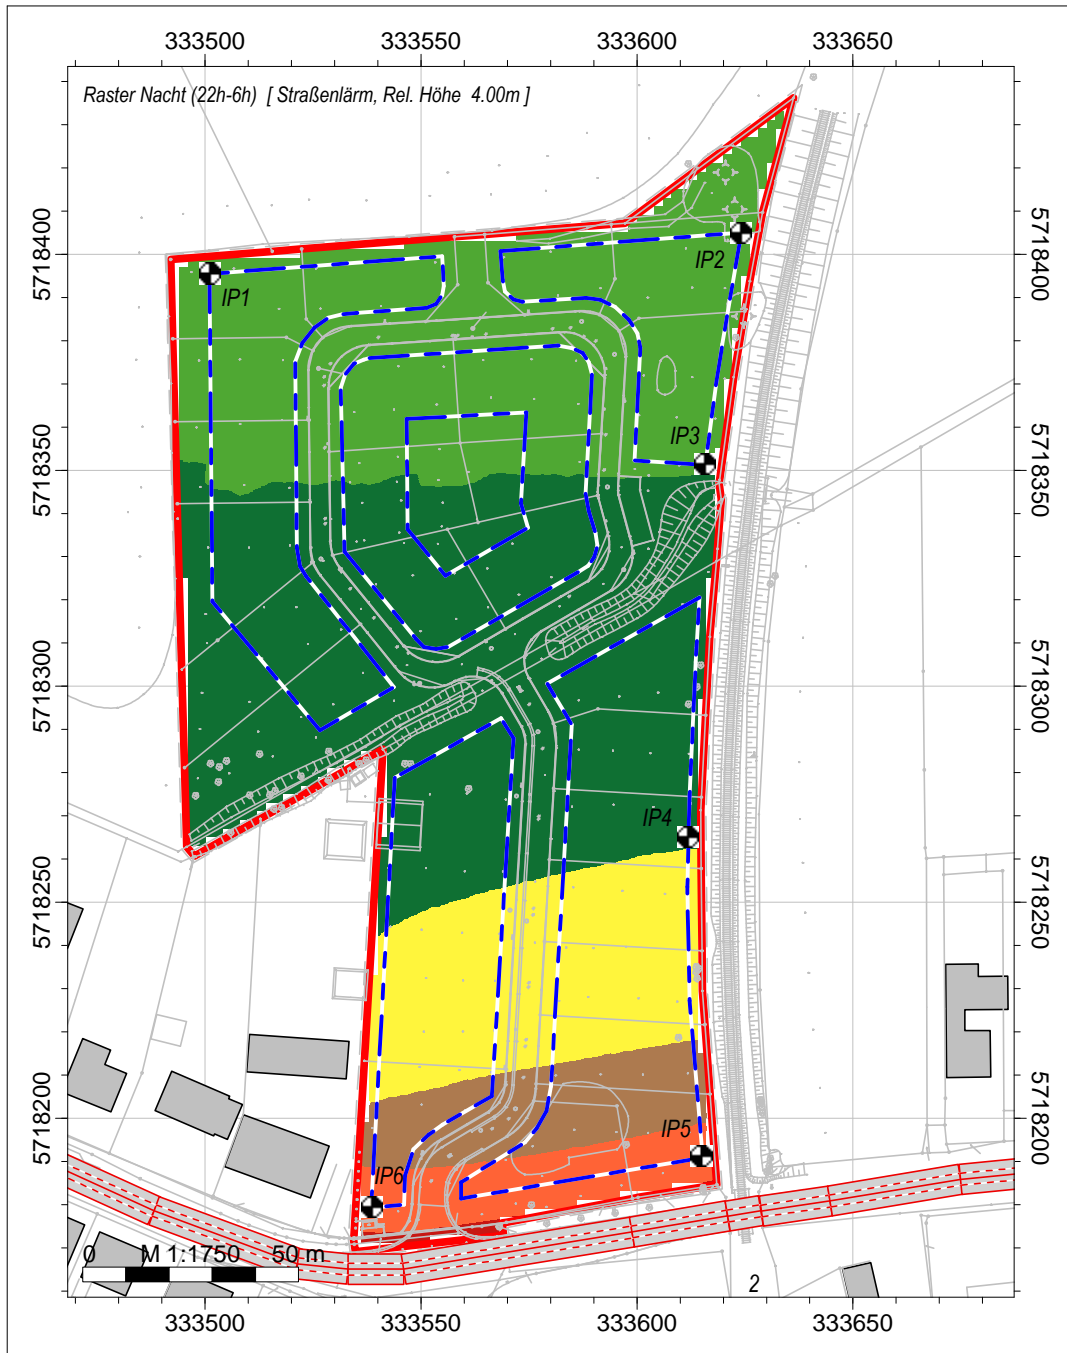 333500 333550 333600 333650
Raster Nacht (22h-6h) [ Straßenlärm, Rel. Höhe 4.00m ]
5718400 5718400
IP2
IP1
IP3
5718350 5718350
5718300 5718300
IP4
5718250 5718250
5718200 5718200
IP5
IP6
0 M 1:1750 50 m
2
333500 333550 333600 333650